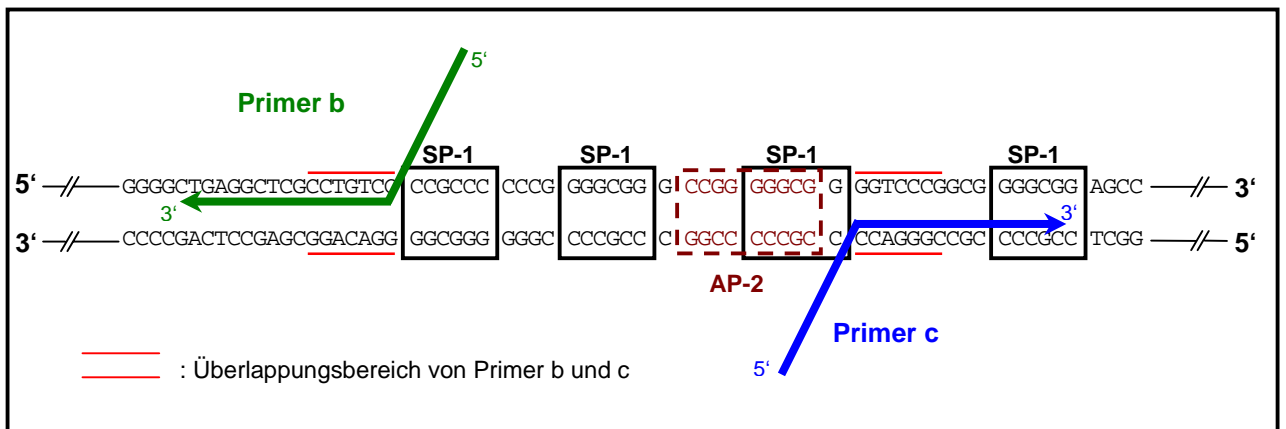 5‘
Primer b
SP-1 SP-1 SP-1 SP-1
5‘ GGGGCTGAGGCTCGCCTGTCC CCGCCC CCCG GGGCGG G CCGG GGGCG G GGTCCCGGCG GGGCGG AGCC 3‘
3‘ 3‘
3‘ CCCCGACTCCGAGCGGACAGG GGCGGG GGGC CCCGCC C GGCC CCCGC C CCAGGGCCGC CCCGCC TCGG 5‘
AP-2
Primer c
5‘
: Überlappungsbereich von Primer b und c